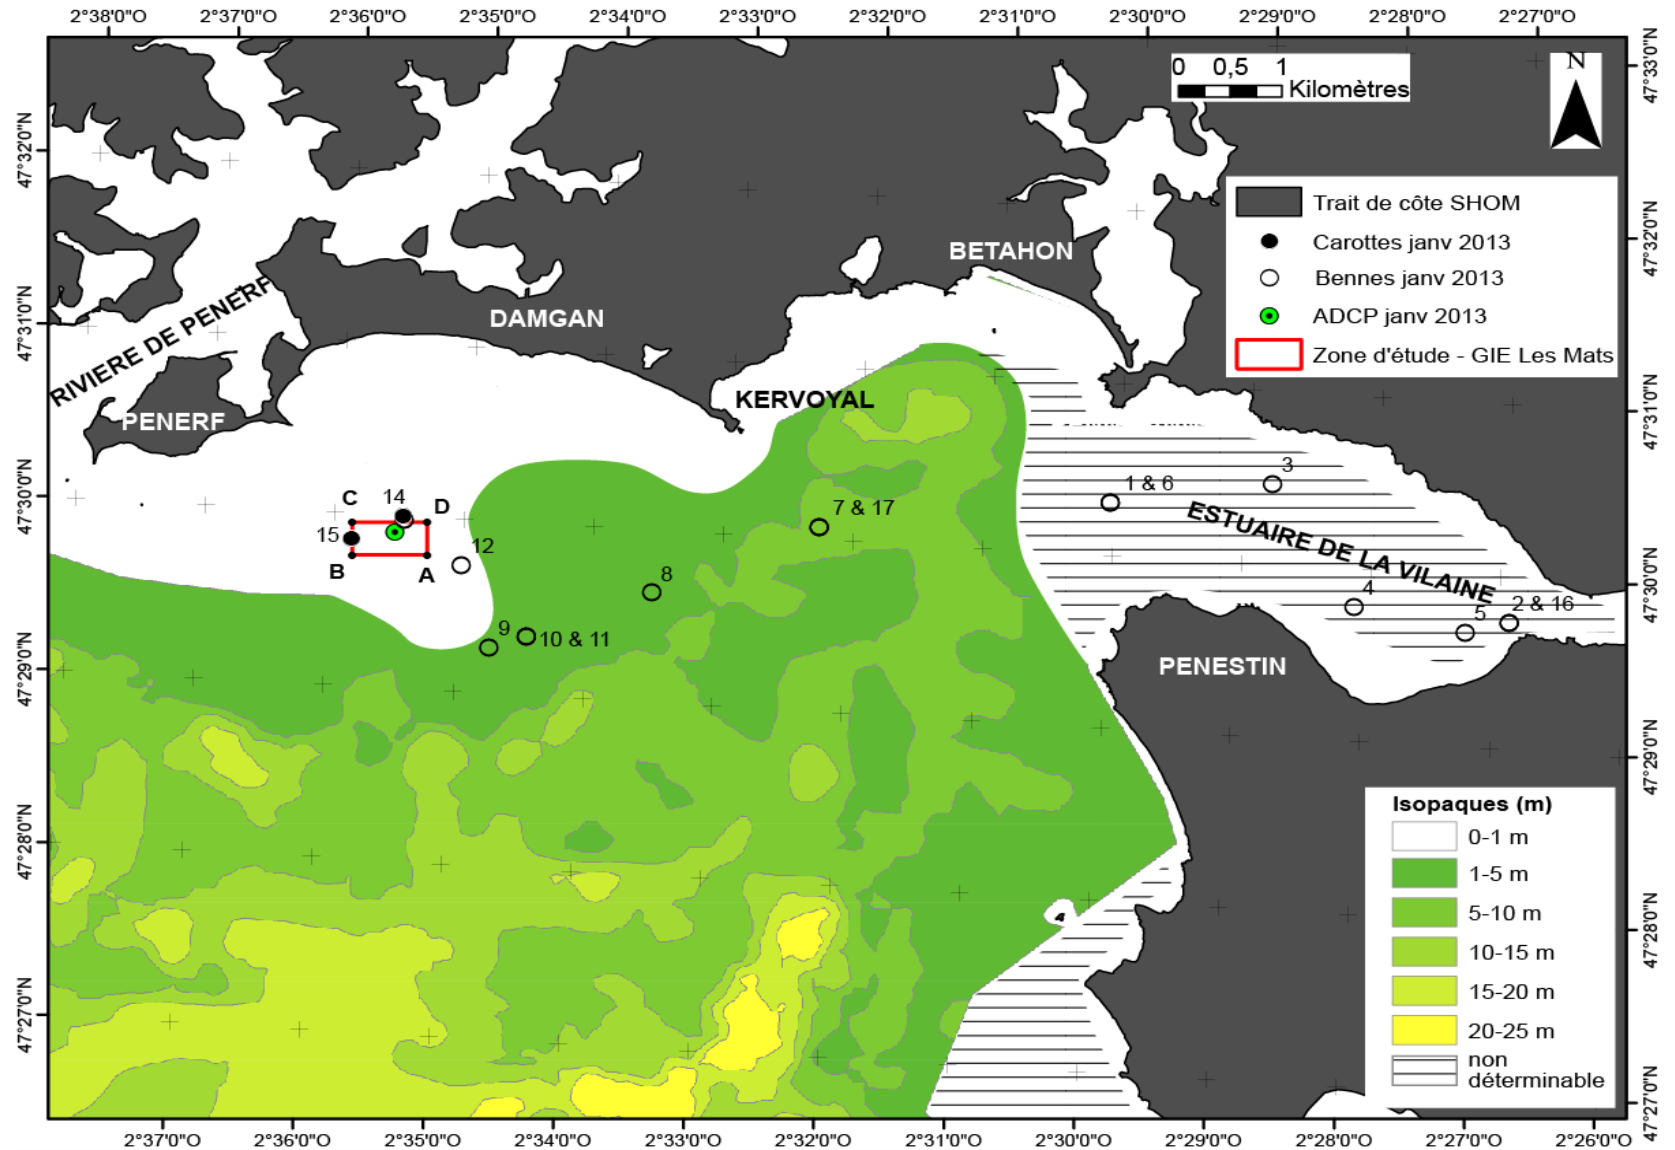 2°38'0"O 2°37'0"O 2°36'0"O 2°35'0"O 2°34'0"O 2°33'0"O 2°32'0"O 2°31'0"O 2°30'0"O 2°29'0"O 2°28'0"O 2°27'0"O
47°32'0"N
47°31'0"N
47°30'0"N
47°29'0"N
47°28'0"N
47°27'0"N
0 0,5 1
Kilomètres
N
Trait de côte SHOM
Carottes janv 2013
Bennes janv 2013
ADCP janv 2013
Zone d'étude - GIE Les Mats
BETAHON
DAMGAN
RIVIERE DE PENERF
KERVOYAL
PENERF
3
1 & 6
C
14
D
7 & 17
ESTUAIRE DE LA VILAINE
15
12
B
A
8
4
2 & 16
5
9
10 & 11
PENESTIN
Isopaques (m)
0-1 m
1-5 m
5-10 m
10-15 m
15-20 m
20-25 m
non
déterminable
47°33'0"N
47°32'0"N
47°31'0"N
47°30'0"N
47°29'0"N
47°28'0"N
47°27'0"N
2°37'0"O 2°36'0"O 2°35'0"O 2°34'0"O 2°33'0"O 2°32'0"O 2°31'0"O 2°30'0"O 2°29'0"O 2°28'0"O 2°27'0"O 2°26'0"O